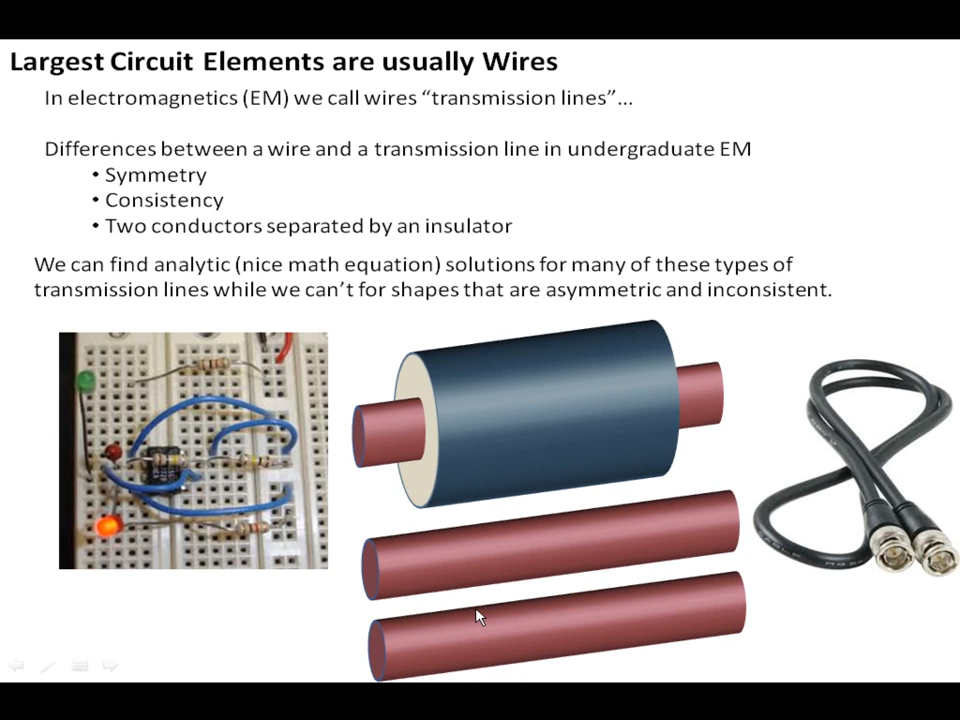 Largest Circuit Elements are usually Wires
In electromagnetics (EM) we call wires “transmission lines”...
Differences between a wire and a transmission line in undergraduate EM
• Symmetry
• Consistency
• Two conductors separated by an insulator
We can find analytic (nice math equation) solutions for many of these types of
transmission lines while we can’t for shapes that are asymmetric and inconsistent.